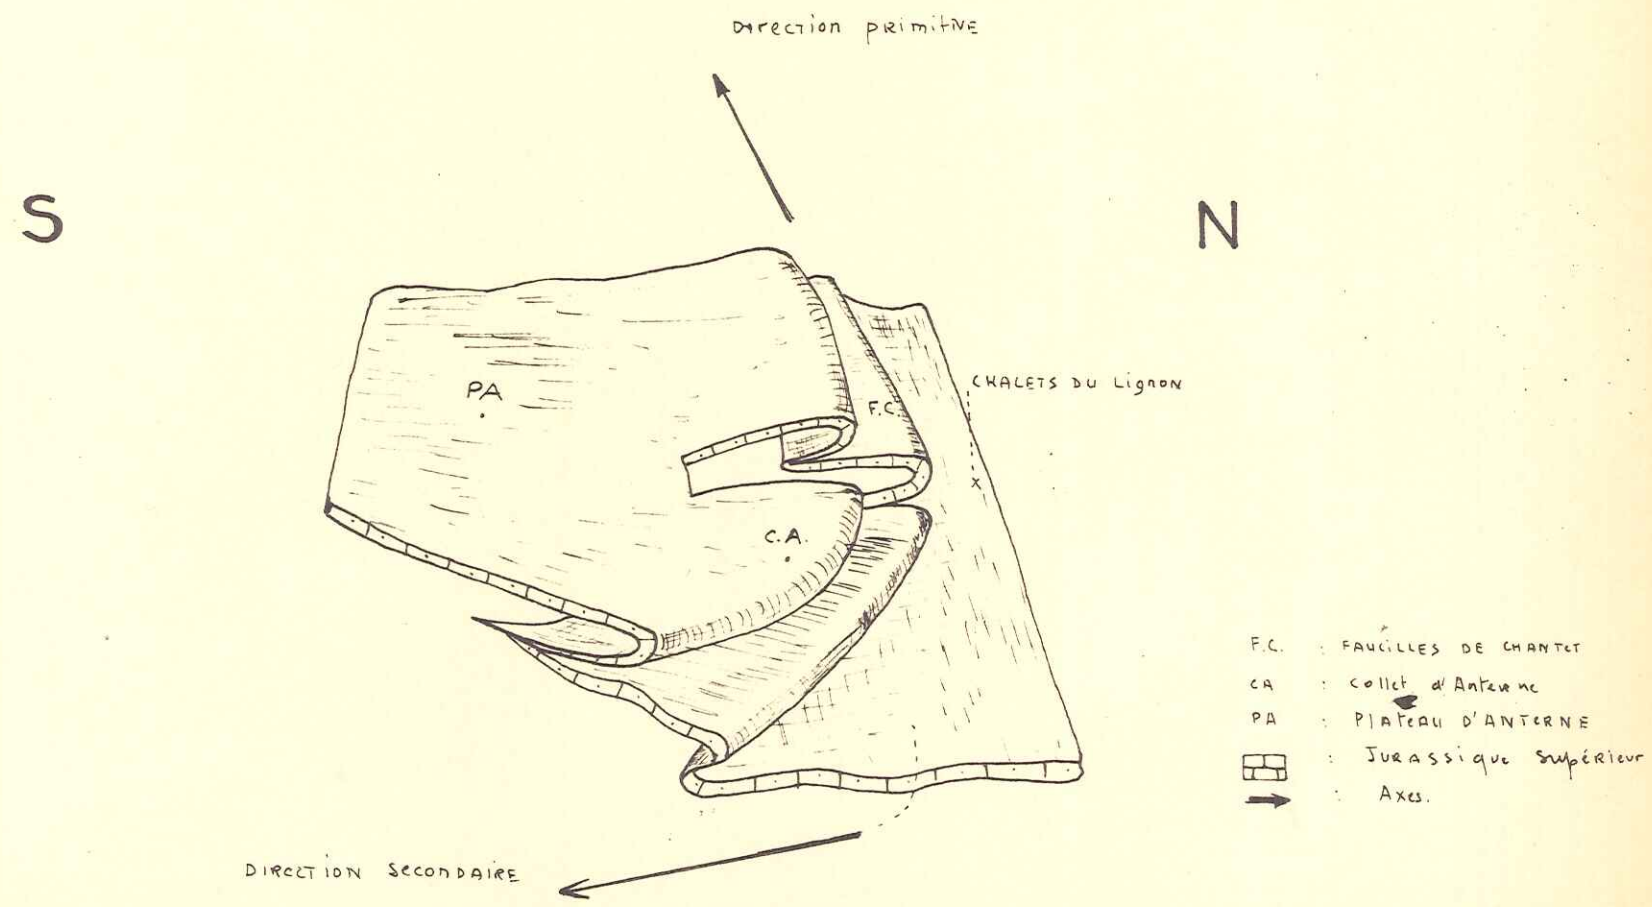 Direction primitive
S
N
PA
F.C.
CHALETS DU Lignon
x
C.A.
F.C. : FAUCILLES DE CHANTET
CA : Collet d'Anterne
PA : PLATEAU D'ANTERNE
: JURASSIQUE Supérieur
: Axes.
DIRECTION SECONDAIRE